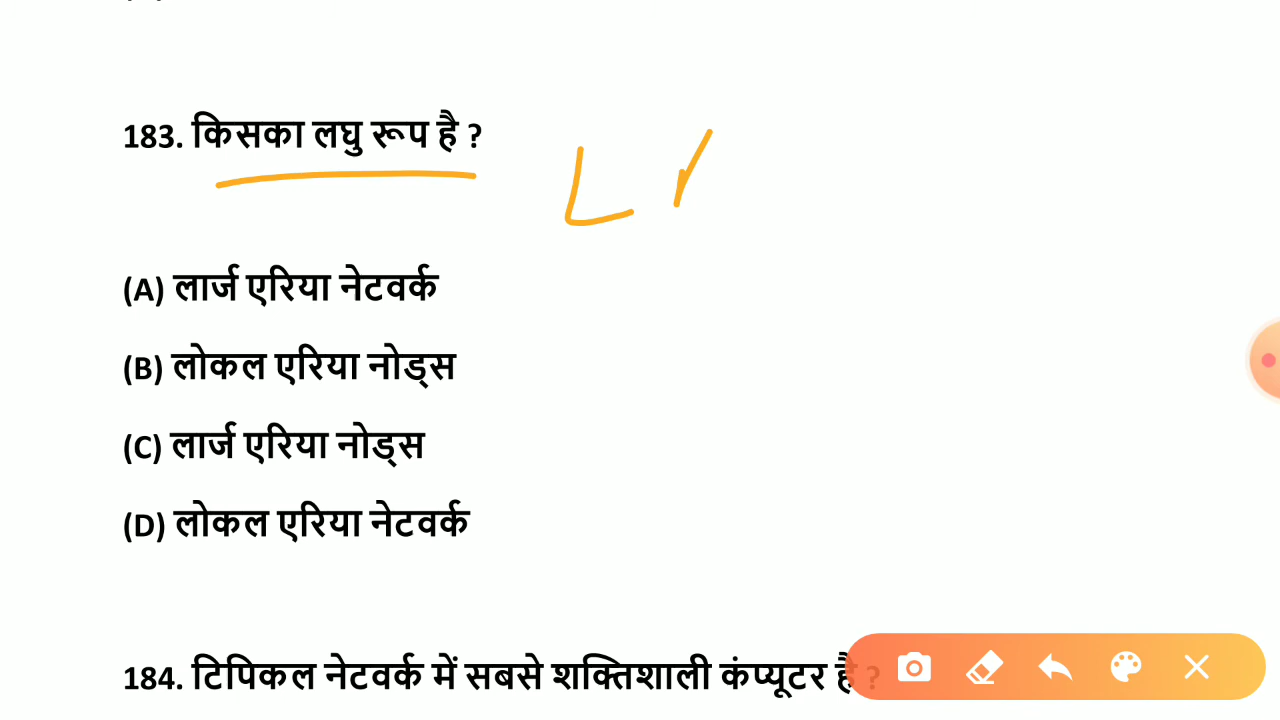 183. किसका लघु रूप है ?
L
(A) लार्ज एरिया नेटवर्क
(B) लोकल एरिया नोड्स
(C) लार्ज एरिया नोड्स
(D) लोकल एरिया नेटवर्क
184. टिपिकल नेटवर्क में सबसे शक्तिशाली कंप्यूटर है ?